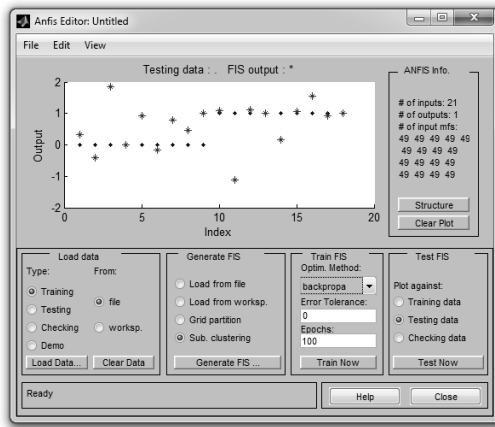 Anfis Editor: Untitled
File Edit View
Testing data : . FIS output : *
2
1
0
-1
-2
Output
0 5 10 15 20
Index
ANFIS Info.
# of inputs: 21
# of outputs: 1
# of input mfs:
49 49 49 49 49
49 49 49 49
49 49 49 49
49 49 49 49
Structure
Clear Plot
Load data
Type: From:
Training
Testing
Checking
Demo
file
worksp.
Load Data... Clear Data
Generate FIS
Load from file
Load from worksp.
Grid partition
Sub. clustering
Generate FIS ...
Train FIS
Optim. Method:
backpropa
Error Tolerance:
0
Epochs:
100
Train Now
Test FIS
Plot against:
Training data
Testing data
Checking data
Test Now
Ready
Help
Close